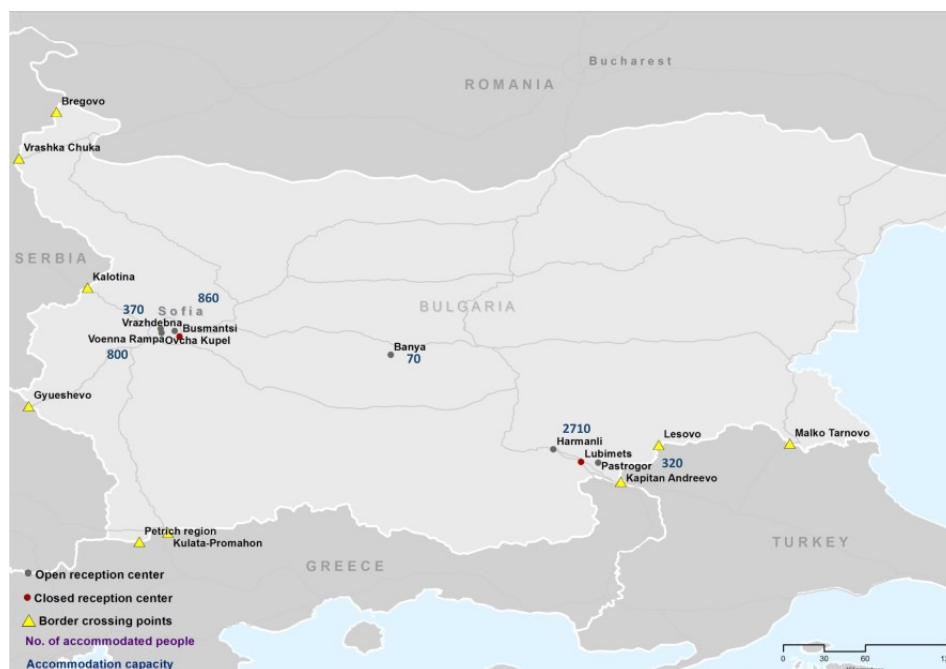 Bucharest
ROMANIA
Bregovo
Vrashka Chuka
SERBIA
Kalotina
860
370
Sofia
BULGARIA
Vrazhdebna
Busmantsi
Voenna Rampa
Ovcha Kupel
800
Banya
70
Gyueshevo
2710
Harmanli
Lesovo
Malko Tarnovo
Lubimets
Pastrogor
320
Kapitan Andreevo
Petrich region
Kulata-Promahon
TURKEY
GREECE
Open reception center
Closed reception center
Border crossing points
No. of accommodated people
Accommodation capacity
0 30 60